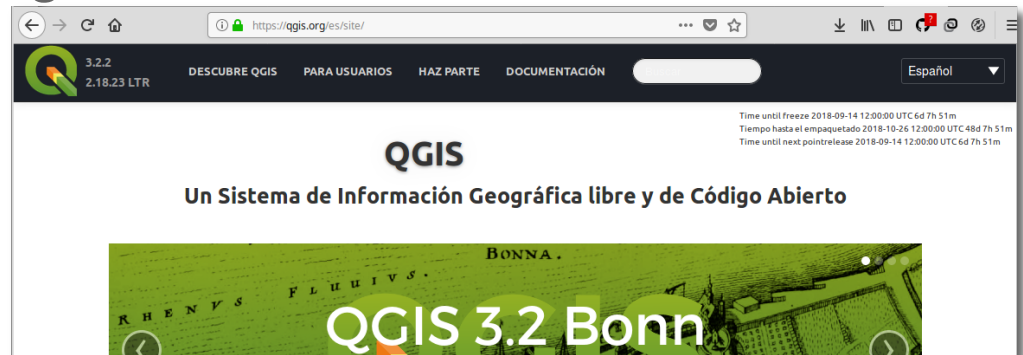 https://qgis.org/es/site/
?
3.2.2
2.18.23 LTR
DESCUBRE QGIS PARA USUARIOS HAZ PARTE DOCUMENTACIÓN
Español
Time until freeze 2018-09-14 12:00:00 UTC 6d 7h 51m
Tiempo hasta el empaquetado 2018-10-26 12:00:00 UTC 48d 7h 51m
Time until next pointrelease 2018-09-14 12:00:00 UTC 6d 7h 51m
QGIS
Un Sistema de Información Geográfica libre y de Código Abierto
BONNA.
RHENVS FLUUIVS.
QGIS 3.2 Bonn